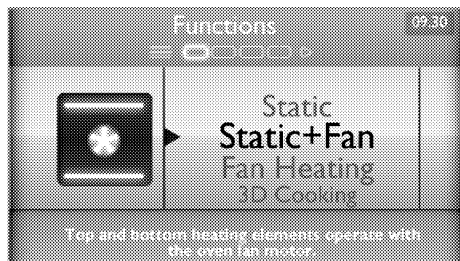 Functions
09.30
Static
Static+Fan
Fan Heating
3D Cooking
Top and bottom heating elements operate with
the oven fan motor.